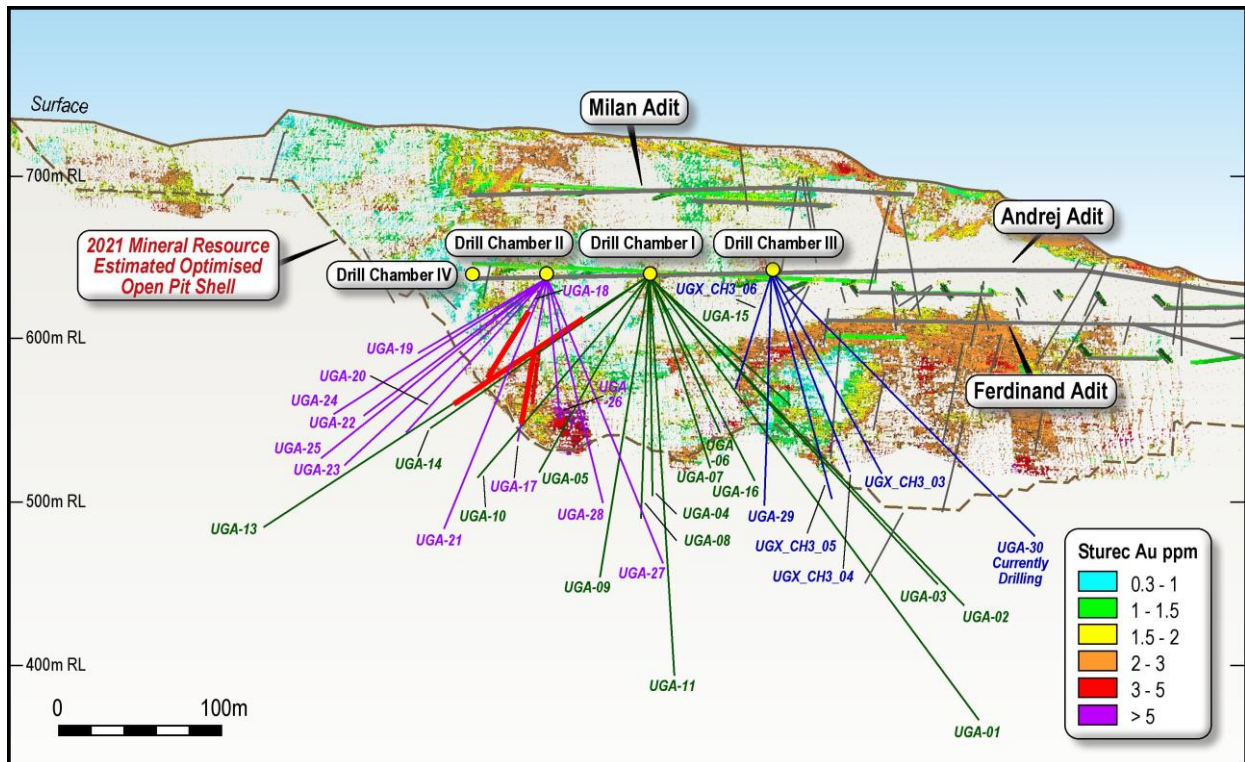 Surface
Milan Adit
700m RL
Andrej Adit
2021 Mineral Resource
Estimated Optimised
Open Pit Shell
Drill Chamber II
Drill Chamber I
Drill Chamber III
Drill Chamber IV
UGA-18
UGX_CH3_06
UGA-15
600m RL
UGA-19
UGA-20
UGA-24
UGA-22
UGA-25
UGA-23
UGA-14
UGA
-26
Ferdinand Adit
UGA-17
UGA-05
UGA
-06
UGA-07
UGA-16
UGX_CH3_03
500m RL
UGA-13
UGA-10
UGA-21
UGA-28
UGA-04
UGA-08
UGA-29
UGX_CH3_05
UGX_CH3_04
UGA-30
Currently
Drilling
UGA-09
UGA-27
UGA-03
UGA-02
400m RL
UGA-11
UGA-01
0
100m
Sturec Au ppm
0.3 - 1
1 - 1.5
1.5 - 2
2 - 3
3 - 5
> 5